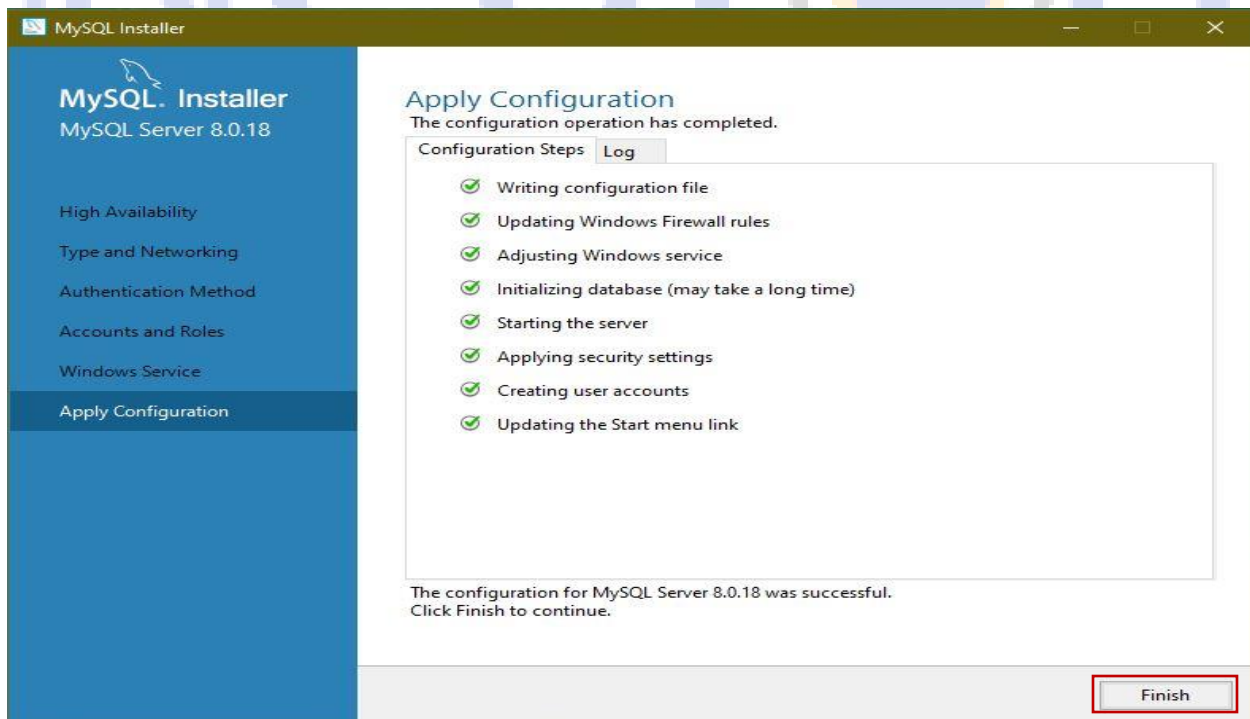 MySQL Installer
MySQL. Installer
MySQL Server 8.0.18
High Availability
Type and Networking
Authentication Method
Accounts and Roles
Windows Service
Apply Configuration
Apply Configuration
The configuration operation has completed.
Configuration Steps Log
Writing configuration file
Updating Windows Firewall rules
Adjusting Windows service
Initializing database (may take a long time)
Starting the server
Applying security settings
Creating user accounts
Updating the Start menu link
The configuration for MySQL Server 8.0.18 was successful.
Click Finish to continue.
Finish